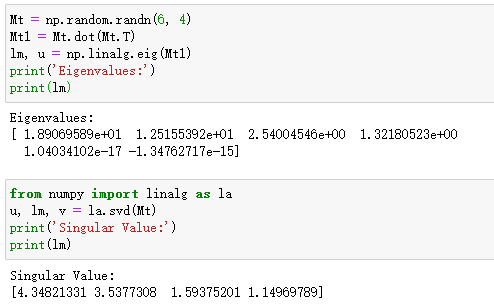 Mt = np.random.randn(6, 4)
Mt1 = Mt.dot(Mt.T)
lm, u = np.linalg.eig(Mt1)
print('Eigenvalues:')
print(lm)
Eigenvalues:
[ 1.89069589e+01  1.25155392e+01  2.54004546e+00  1.32180523e+00
  1.04034102e-17 -1.34762717e-15]
from numpy import linalg as la
u, lm, v = la.svd(Mt)
print('Singular Value:')
print(lm)
Singular Value:
[4.34821331 3.5377308  1.59375201 1.14969789]